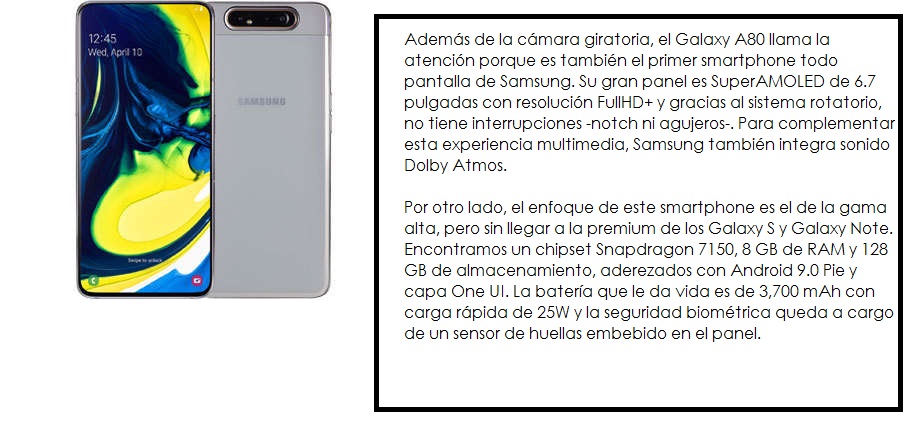 12:45
Wed, April 10
SAMSUNG
Swipe to unlock
Además de la cámara giratoria, el Galaxy A80 llama la
atención porque es también el primer smartphone todo
pantalla de Samsung. Su gran panel es SuperAMOLED de 6.7
pulgadas con resolución FullHD+ y gracias al sistema rotatorio,
no tiene interrupciones -notch ni agujeros-. Para complementar
esta experiencia multimedia, Samsung también integra sonido
Dolby Atmos.
Por otro lado, el enfoque de este smartphone es el de la gama
alta, pero sin llegar a la premium de los Galaxy S y Galaxy Note.
Encontramos un chipset Snapdragon 7150, 8 GB de RAM y 128
GB de almacenamiento, aderezados con Android 9.0 Pie y
capa One UI. La batería que le da vida es de 3,700 mAh con
carga rápida de 25W y la seguridad biométrica queda a cargo
de un sensor de huellas embebido en el panel.